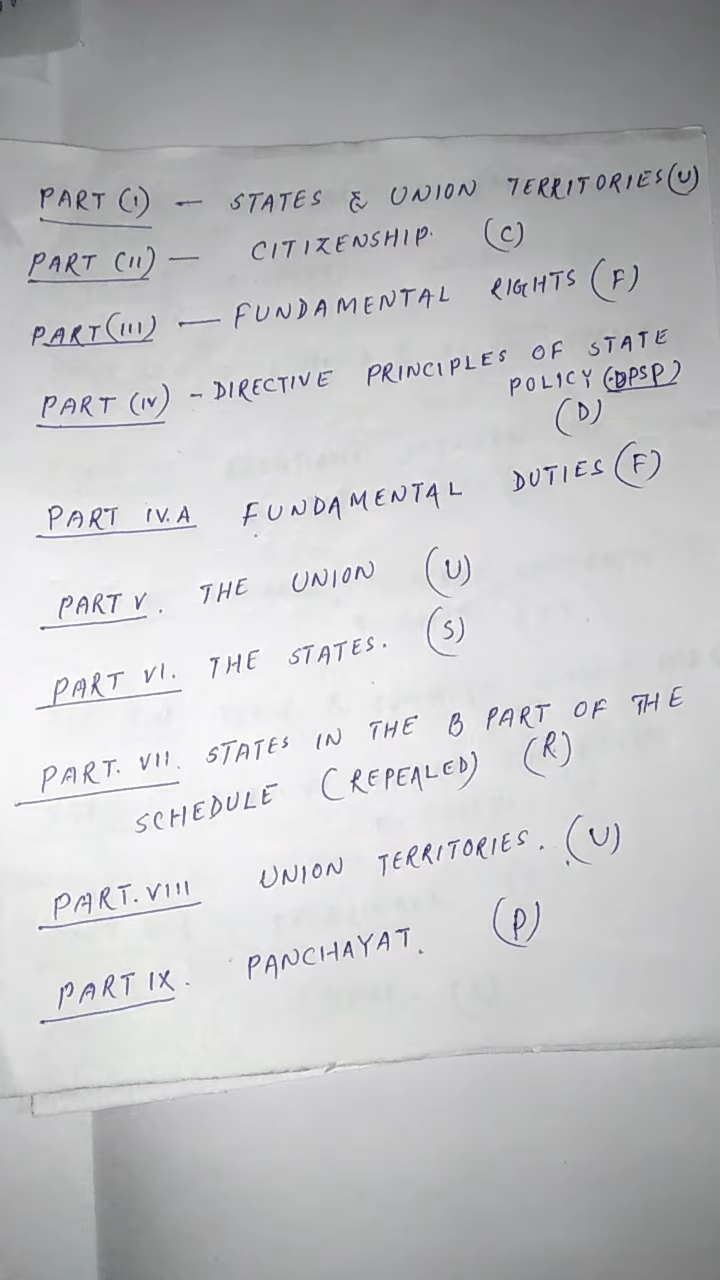 PART (I) - STATES & UNION TERRITORIES (U)
PART (II) - CITIZENSHIP. (C)
PART (III) - FUNDAMENTAL RIGHTS (F)
PART (IV) - DIRECTIVE PRINCIPLES OF STATE
POLICY (DPSP)
(D)
PART IV.A FUNDAMENTAL DUTIES (F)
PART V. THE UNION (U)
PART VI. THE STATES. (S)
PART. VII. STATES IN THE B PART OF THE
SCHEDULE (REPEALED) (R)
PART. VIII UNION TERRITORIES. (U)
PART IX. PANCHAYAT. (P)